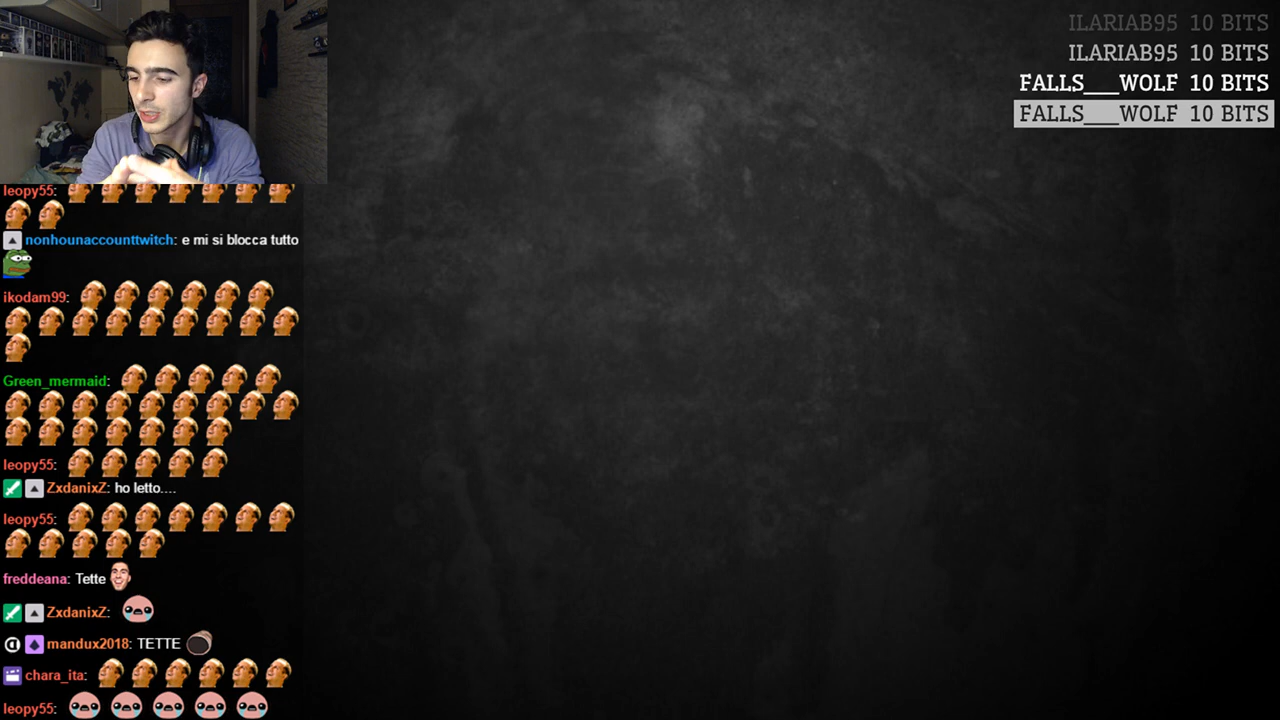 ILARIAB95 10 BITS
ILARIAB95 10 BITS
FALLS___WOLF 10 BITS
FALLS___WOLF 10 BITS
leopy55:
nonhounaccounttwitch: e mi si blocca tutto
ikodam99:
Green_mermaid:
leopy55:
ZxdanixZ: ho letto....
leopy55:
freddeana: Tette
ZxdanixZ:
mandux2018: TETTE
chara_ita:
leopy55: